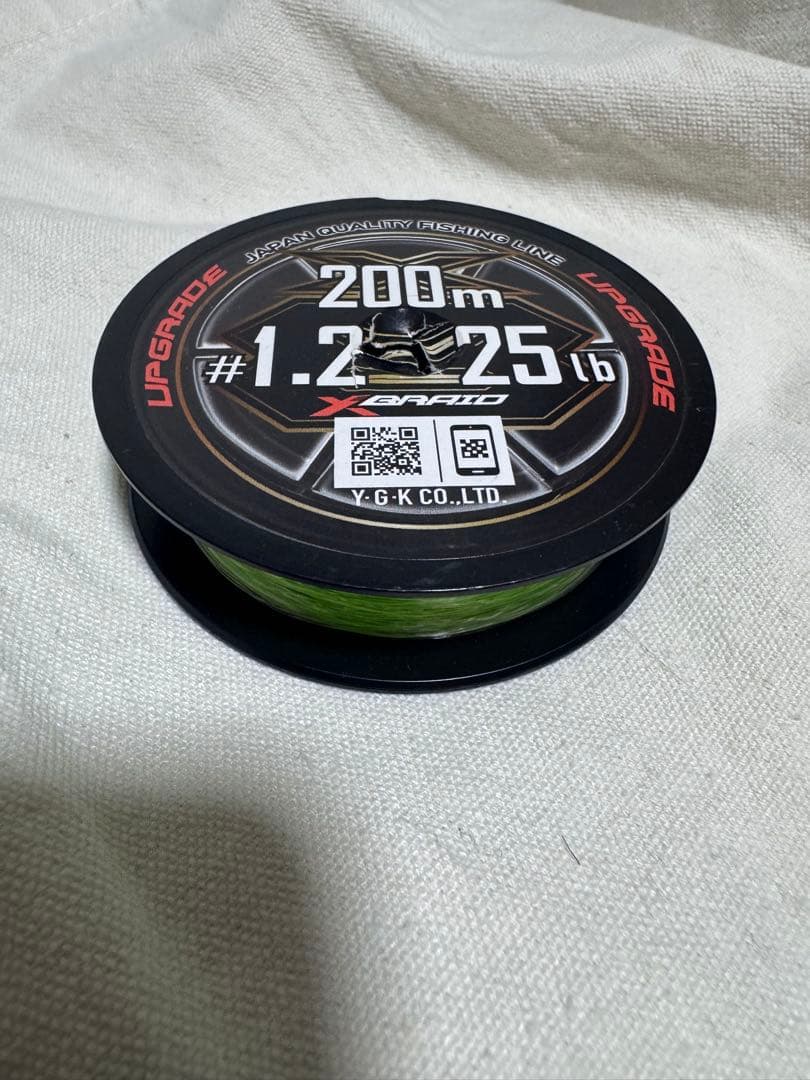 JAPAN QUALITY FISHING LINE
UPGRADE
UPGRADE
200m
#1.2 25lb
X BRAID
Y·G·K CO.,LTD.